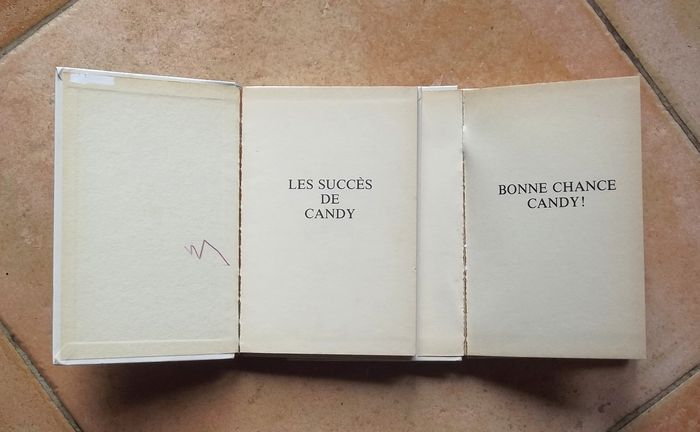 LES SUCCÈS
DE
CANDY
BONNE CHANCE
CANDY!